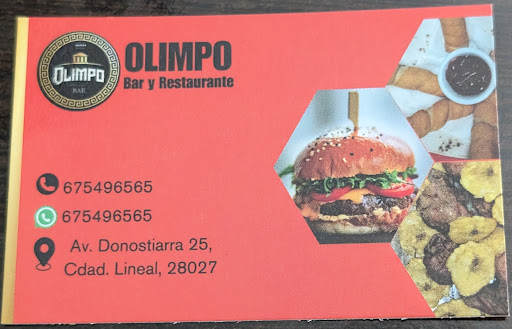 OLIMPO
BAR
OLIMPO
Bar y Restaurante
675496565
675496565
Av. Donostiarra 25,
Cdad. Lineal, 28027